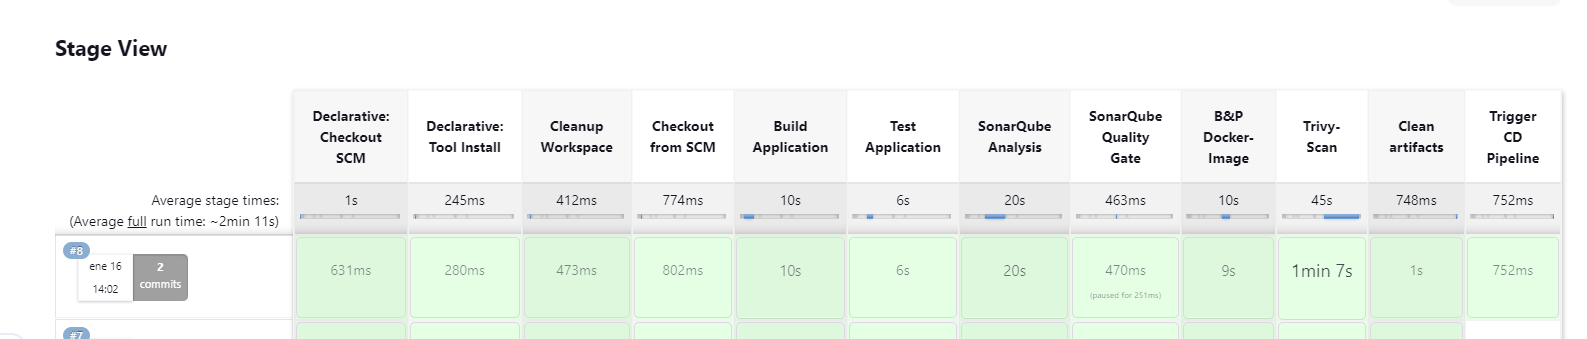 Stage View
Declarative:
Checkout
SCM
Declarative:
Tool Install
Cleanup
Workspace
Checkout
from SCM
Build
Application
Test
Application
SonarQube
Analysis
SonarQube
Quality
Gate
B&P
Docker-
Image
Trivy-
Scan
Clean
artifacts
Trigger
CD
Pipeline
Average stage times:
(Average full run time: ~2min 11s)
1s
245ms
412ms
774ms
10s
6s
20s
463ms
10s
45s
748ms
752ms
#8
ene 16
14:02
2
commits
631ms
280ms
473ms
802ms
10s
6s
20s
470ms
(paused for 251ms)
9s
1min 7s
1s
752ms
#7